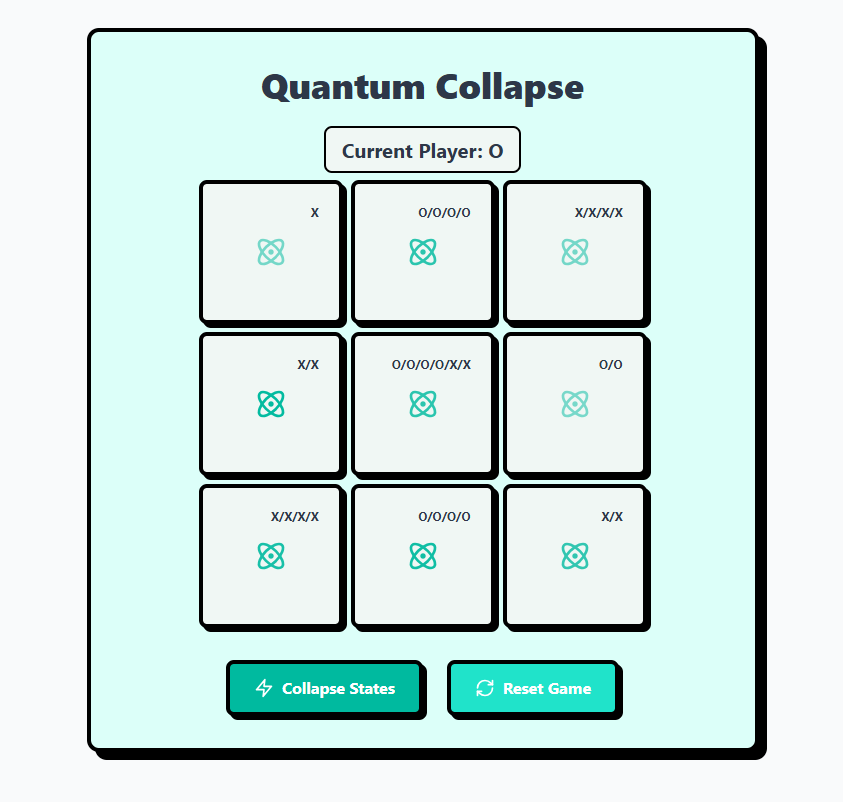 Quantum Collapse
Current Player: O
X O/O/O/O X/X/X/X
X/X O/O/O/O/X/X O/O
X/X/X/X O/O/O/O X/X
Collapse States Reset Game